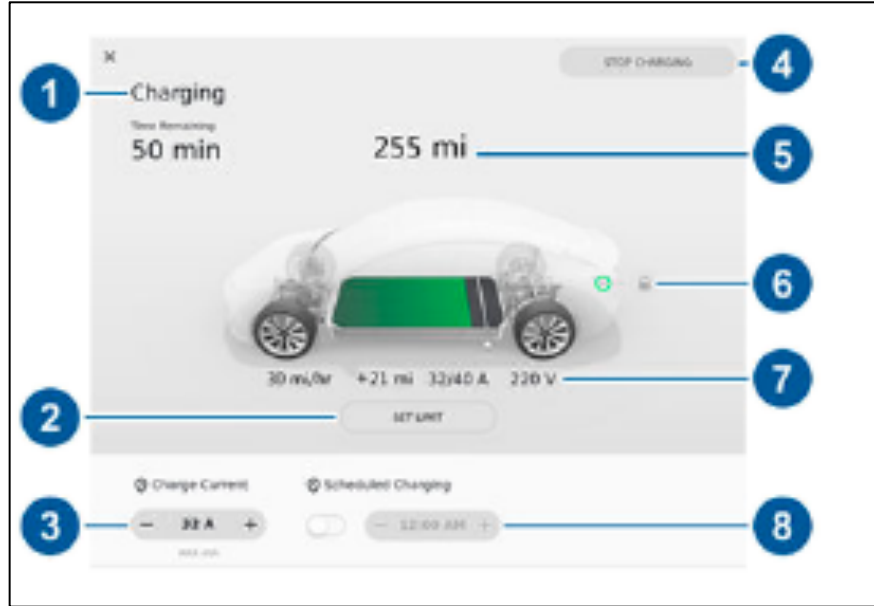 STOP CHARGING
4
1
Charging
Time Remaining
50 min
255 mi
5
6
30 mi/hr +21 mi 32/40 A 220 V
7
2
SET LIMIT
Charge Current
Scheduled Charging
3
− 32 A +
− 12:00 AM +
8